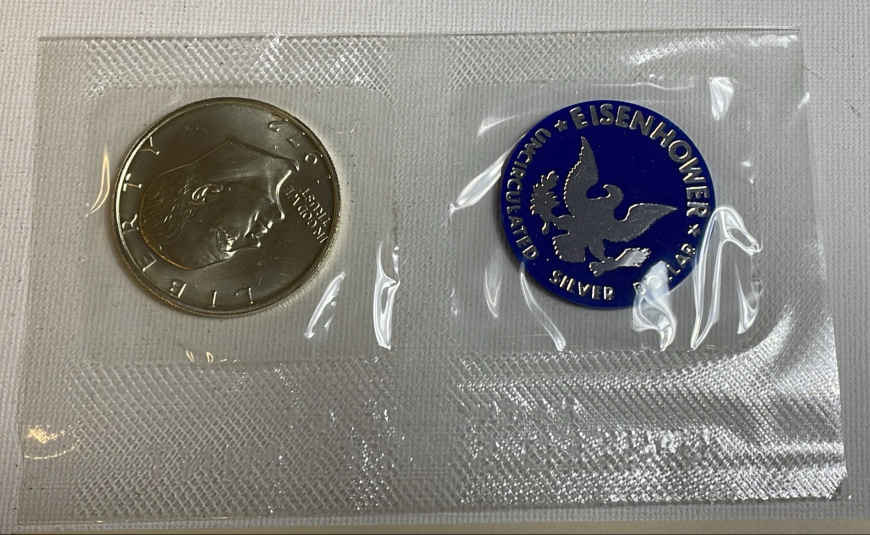 LIBERTY
IN GOD WE
TRUST
★ EISENHOWER ★
UNCIRCULATED
SILVER DOLLAR